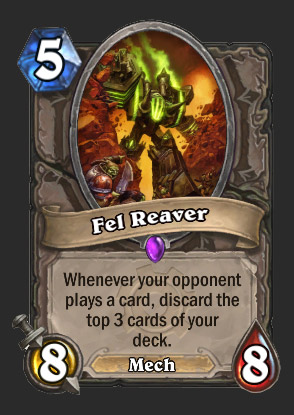 5
Fel Reaver
Whenever your opponent
plays a card, discard the
top 3 cards of your
deck.
8
Mech
8